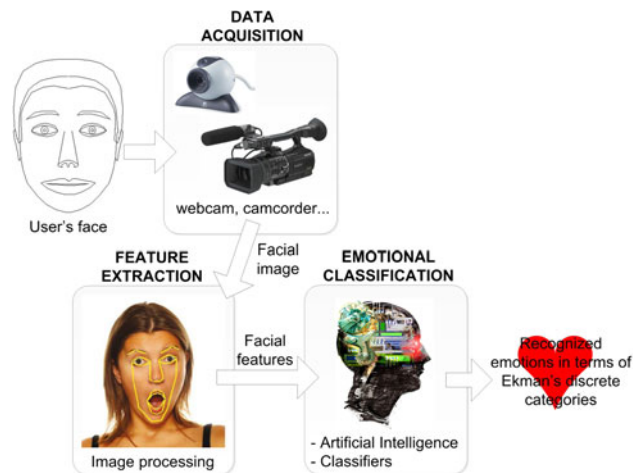 DATA
ACQUISITION
User's face
webcam, camcorder...
Facial
image
FEATURE
EXTRACTION
Image processing
Facial
features
EMOTIONAL
CLASSIFICATION
- Artificial Intelligence
- Classifiers
Recognized
emotions in terms of
Ekman's discrete
categories